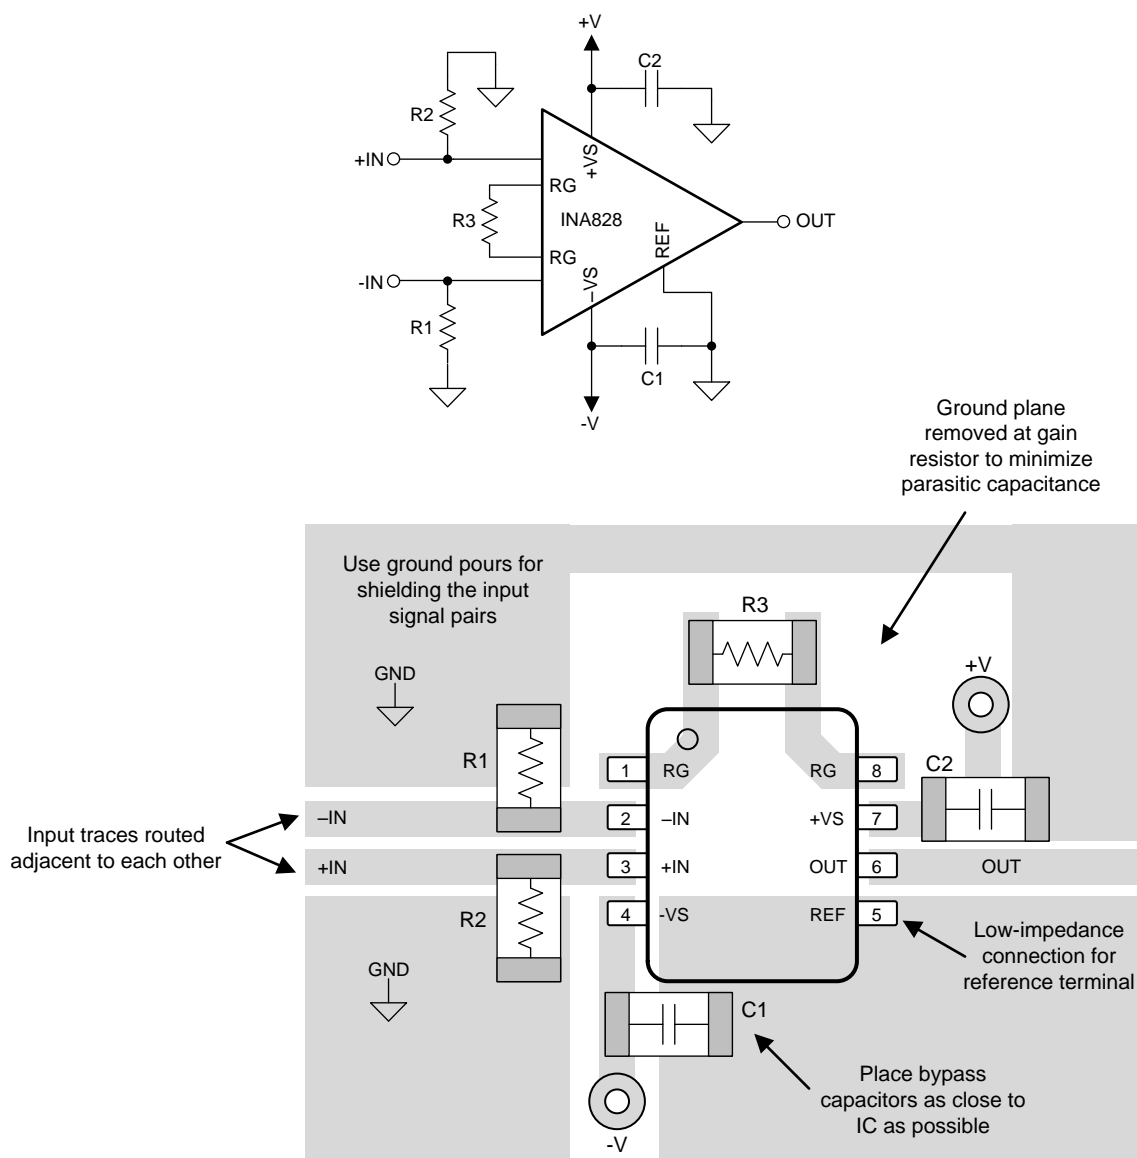 +V
C2
R2
+IN
+VS
RG
R3
INA828
OUT
REF
RG
-IN
–VS
R1
C1
-V
Ground plane
removed at gain
resistor to minimize
parasitic capacitance
Use ground pours for
shielding the input
signal pairs
R3
+V
GND
R1
C2
1
RG
RG
8
Input traces routed
adjacent to each other
–IN
2
–IN
+VS
7
+IN
3
+IN
OUT
6
OUT
R2
4
-VS
REF
5
Low-impedance
connection for
reference terminal
GND
C1
Place bypass
capacitors as close to
IC as possible
-V